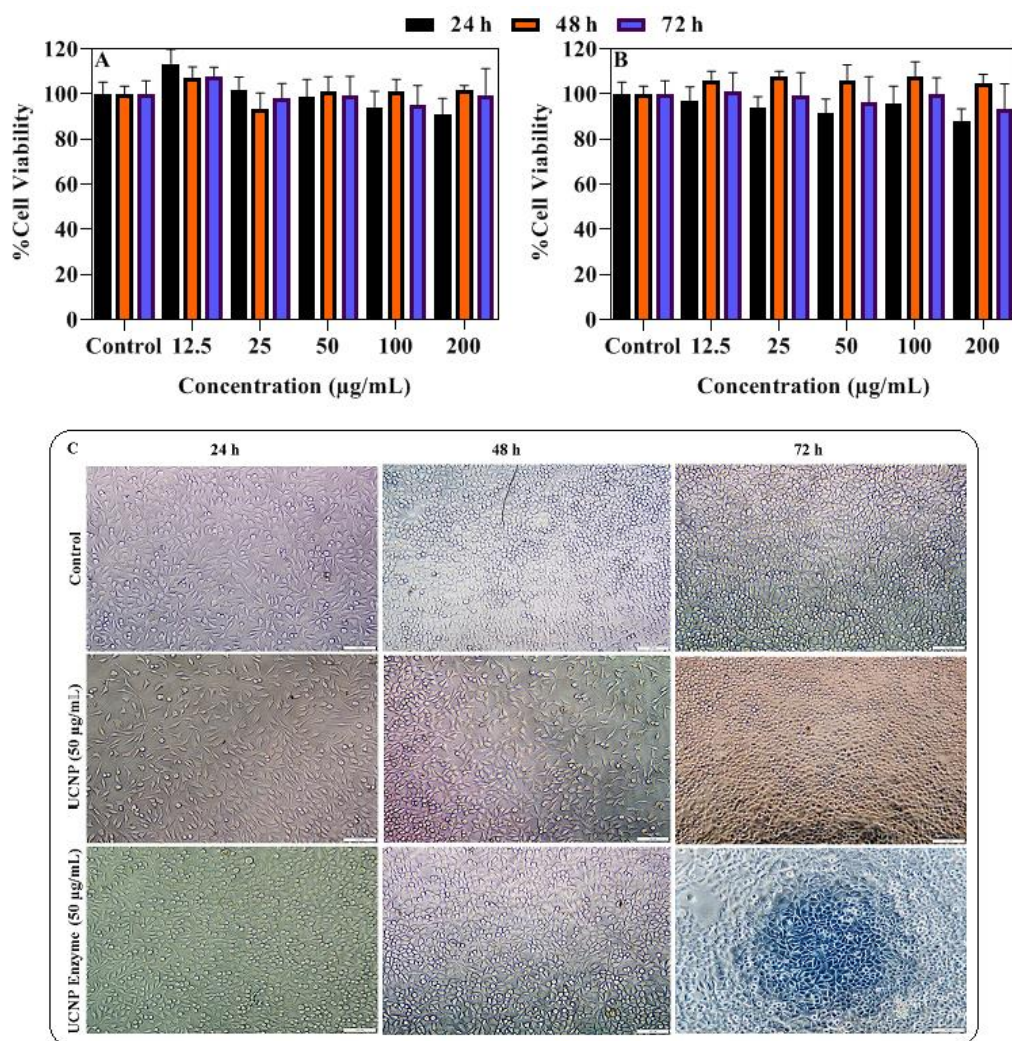 24 h 48 h 72 h
A
120
100
80
60
40
20
0
%Cell Viability
Control 12.5 25 50 100 200
Concentration (µg/mL)
B
120
100
80
60
40
20
0
%Cell Viability
Control 12.5 25 50 100 200
Concentration (µg/mL)
C
24 h 48 h 72 h
Control
UCNP (50 µg/mL)
UCNP Enzyme (50 µg/mL)